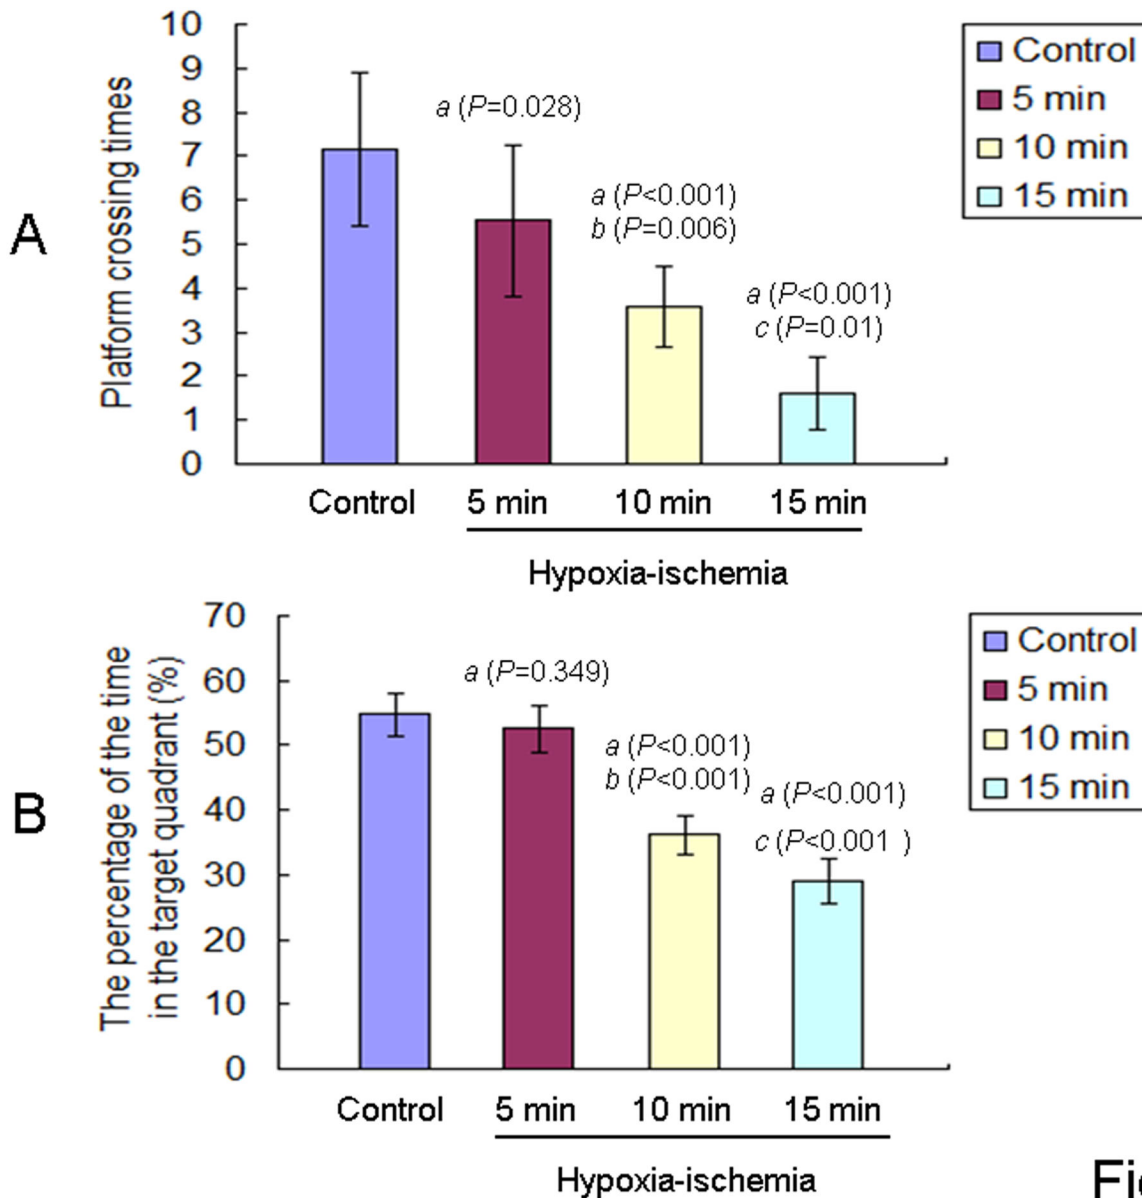 A
Platform crossing times
10
9
8
7
6
5
4
3
2
1
0
a (P=0.028)
a (P<0.001)
b (P=0.006)
a (P<0.001)
c (P=0.01)
Control
5 min
10 min
15 min
Control
5 min
10 min
15 min
Hypoxia-ischemia
B
The percentage of the time
in the target quadrant (%)
70
60
50
40
30
20
10
0
a (P=0.349)
a (P<0.001)
b (P<0.001)
a (P<0.001)
c (P<0.001 )
Control
5 min
10 min
15 min
Control
5 min
10 min
15 min
Hypoxia-ischemia